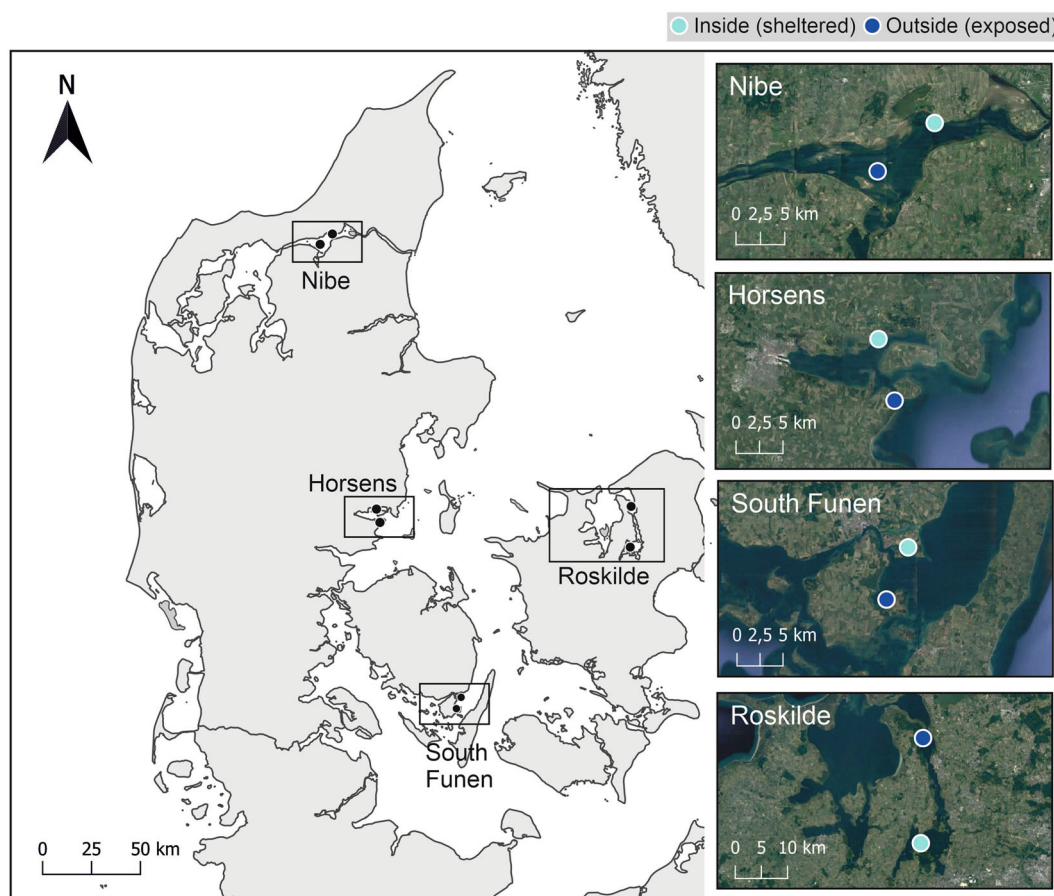 Inside (sheltered) Outside (exposed)
N
Nibe
Horsens
Roskilde
South
Funen
0 25 50 km
Nibe
0 2,5 5 km
Horsens
0 2,5 5 km
South Funen
0 2,5 5 km
Roskilde
0 5 10 km